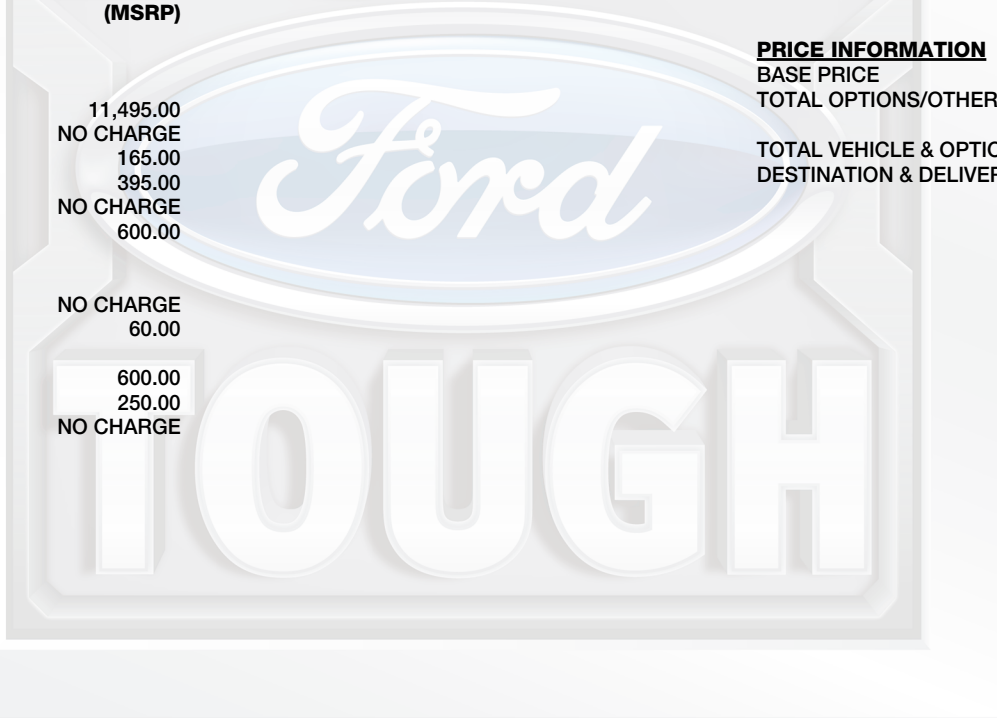 (MSRP)
11,495.00
NO CHARGE
165.00
395.00
NO CHARGE
600.00
NO CHARGE
60.00
600.00
250.00
NO CHARGE
PRICE INFORMATION
BASE PRICE
TOTAL OPTIONS/OTHER
TOTAL VEHICLE & OPTIO
DESTINATION & DELIVER
Ford
TOUGH